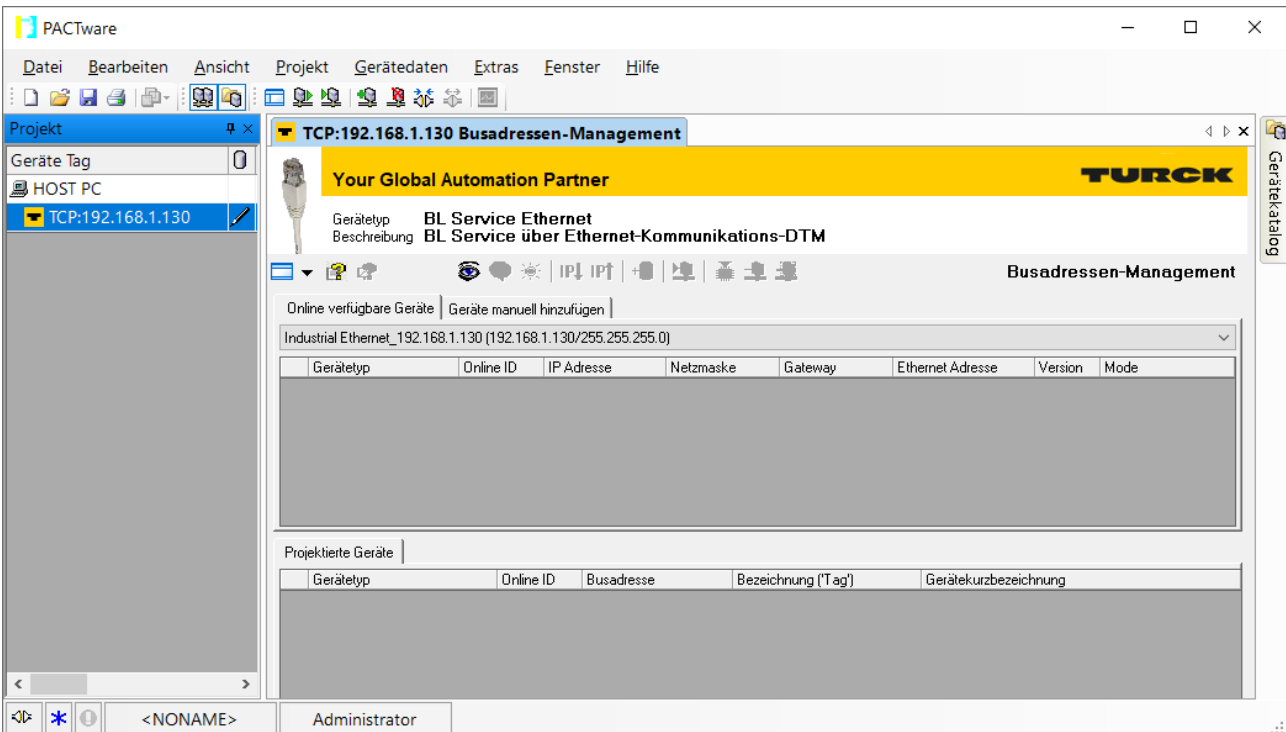 PACTware
Datei Bearbeiten Ansicht Projekt Gerätedaten Extras Fenster Hilfe
Projekt
Geräte Tag
HOST PC
TCP:192.168.1.130
TCP:192.168.1.130 Busadressen-Management
Your Global Automation Partner
TURCK
Gerätetyp BL Service Ethernet
Beschreibung BL Service über Ethernet-Kommunikations-DTM
IP IP
Busadressen-Management
Online verfügbare Geräte Geräte manuell hinzufügen
Industrial Ethernet_192.168.1.130 (192.168.1.130/255.255.255.0)
Gerätetyp Online ID IP Adresse Netzmaske Gateway Ethernet Adresse Version Mode
Projektierte Geräte
Gerätetyp Online ID Busadresse Bezeichnung ('Tag') Gerätekurzbezeichnung
Gerätekatalog
<NONAME> Administrator